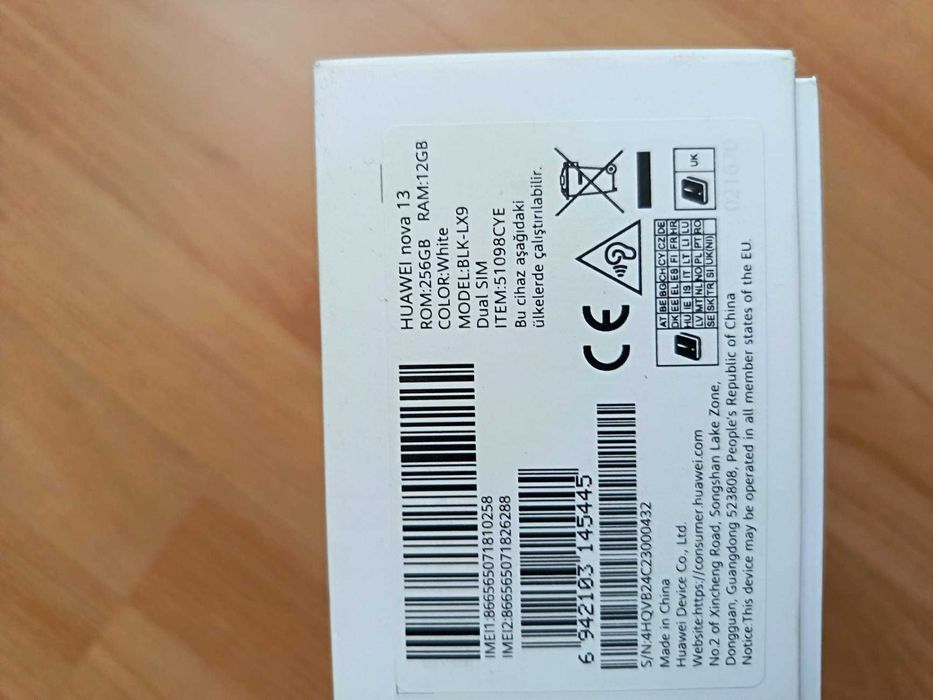 HUAWEI nova 13
ROM:256GB RAM:12GB
COLOR:White
MODEL:BLK-LX9
Dual SIM
ITEM:51098CYE
Bu cihaz aşağıdaki
ülkelerde çalıştırılabilir.
IMEI1:866565071810258
IMEI2:866565071826288
6 942103 145445
CE
UK
AT BE BG CH CY CZ DE
DK EE EL ES FI FR HR
HU IE IS IT LT LI LU
LV MT NL NO PL PT RO
SE SK TR SI UK(NI)
S/N:4HQVB24C23000432
Made in China
Huawei Device Co., Ltd.
Website:https://consumer.huawei.com
No.2 of Xincheng Road, Songshan Lake Zone,
Dongguan, Guangdong 523808, People's Republic of China
Notice:This device may be operated in all member states of the EU.